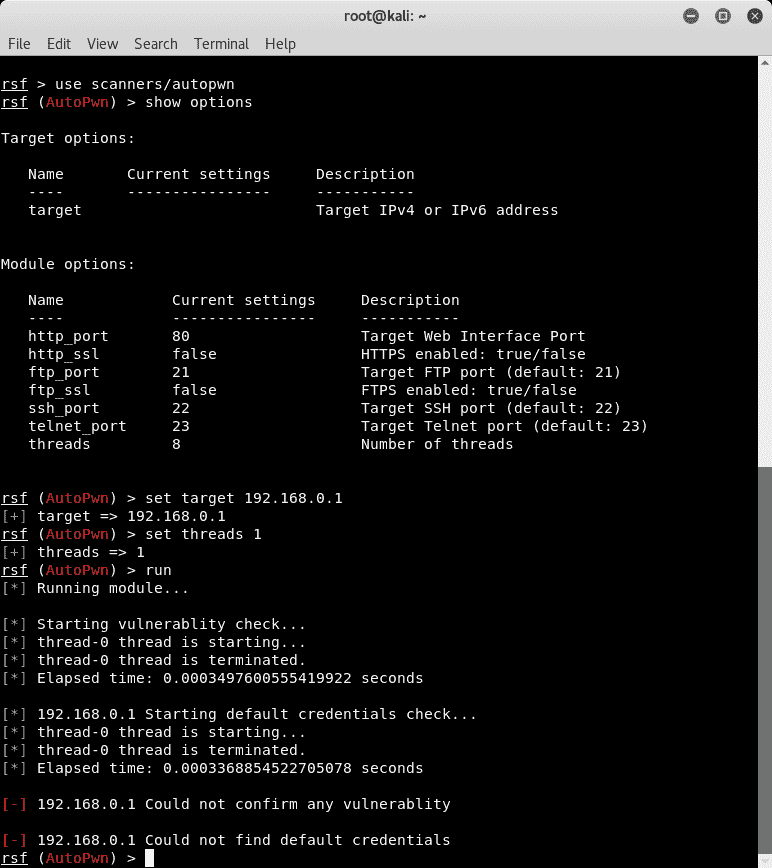 root@kali: ~
File Edit View Search Terminal Help
rsf > use scanners/autopwn
rsf (AutoPwn) > show options
Target options:
Name Current settings Description
---- ---------------- -----------
target Target IPv4 or IPv6 address
Module options:
Name Current settings Description
---- ---------------- -----------
http_port 80 Target Web Interface Port
http_ssl false HTTPS enabled: true/false
ftp_port 21 Target FTP port (default: 21)
ftp_ssl false FTPS enabled: true/false
ssh_port 22 Target SSH port (default: 22)
telnet_port 23 Target Telnet port (default: 23)
threads 8 Number of threads
rsf (AutoPwn) > set target 192.168.0.1
[+] target => 192.168.0.1
rsf (AutoPwn) > set threads 1
[+] threads => 1
rsf (AutoPwn) > run
[*] Running module...
[*] Starting vulnerablity check...
[*] thread-0 thread is starting...
[*] thread-0 thread is terminated.
[*] Elapsed time: 0.0003497600555419922 seconds
[*] 192.168.0.1 Starting default credentials check...
[*] thread-0 thread is starting...
[*] thread-0 thread is terminated.
[*] Elapsed time: 0.0003368854522705078 seconds
[-] 192.168.0.1 Could not confirm any vulnerablity
[-] 192.168.0.1 Could not find default credentials
rsf (AutoPwn) >